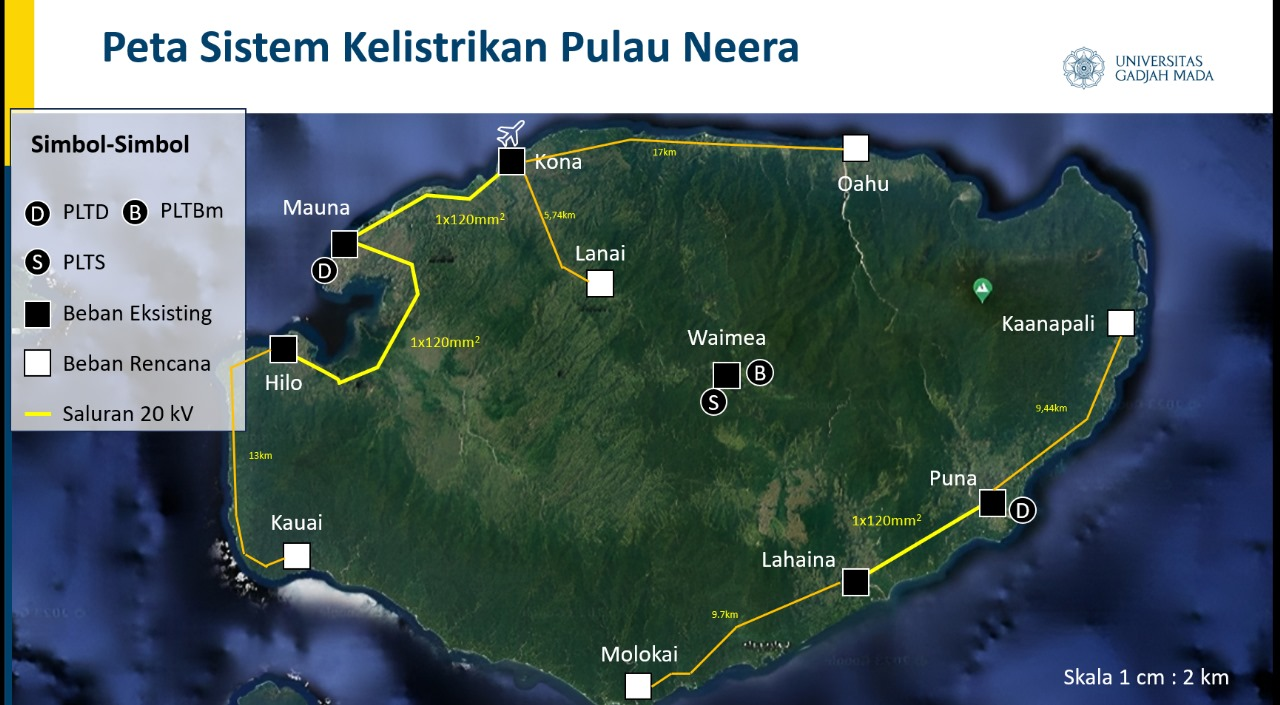 Peta Sistem Kelistrikan Pulau Neera
UNIVERSITAS
GADJAH MADA
Simbol-Simbol
D PLTD B PLTBm
S PLTS
Beban Eksisting
Beban Rencana
Saluran 20 kV
Kona
17km
Oahu
Mauna
1x120mm²
5,74km
Lanai
D
Kaanapali
Waimea
1x120mm²
B
Hilo
S
9,44km
13km
Puna
D
1x120mm²
Kauai
Lahaina
9.7km
Molokai
Skala 1 cm : 2 km